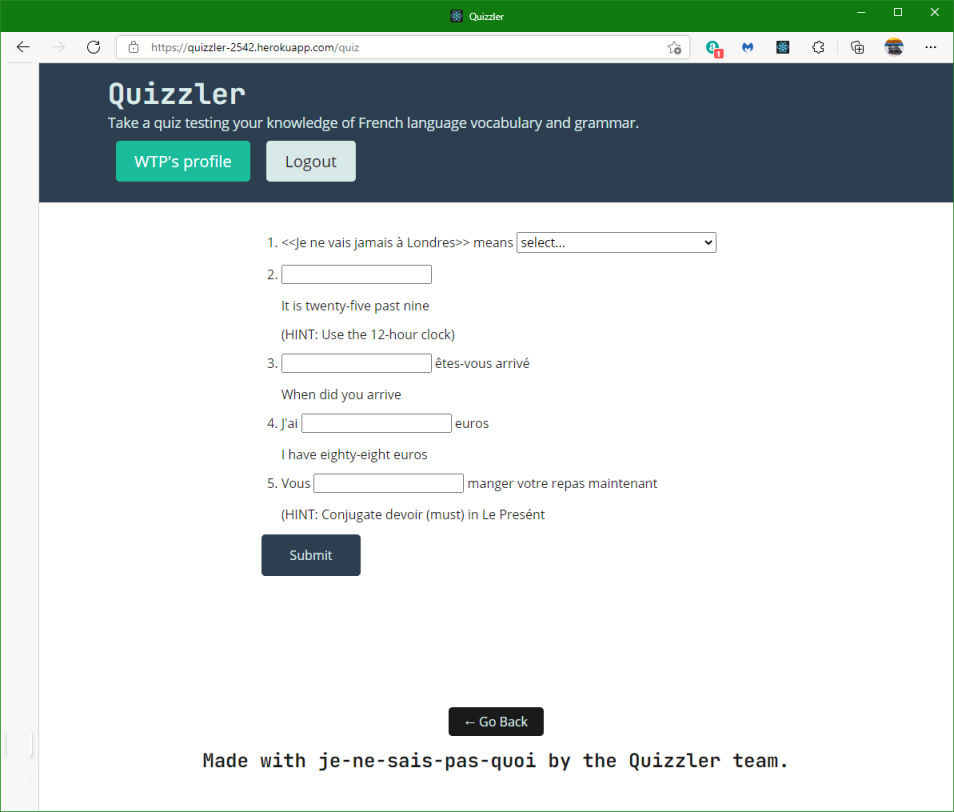 Quizzler
https://quizzler-2542.herokuapp.com/quiz
1
Quizzler
Take a quiz testing your knowledge of French language vocabulary and grammar.
WTP's profile Logout
1. <<Je ne vais jamais à Londres>> means select...
2.
It is twenty-five past nine
(HINT: Use the 12-hour clock)
3. êtes-vous arrivé
When did you arrive
4. J'ai euros
I have eighty-eight euros
5. Vous manger votre repas maintenant
(HINT: Conjugate devoir (must) in Le Presént
Submit
← Go Back
Made with je-ne-sais-pas-quoi by the Quizzler team.